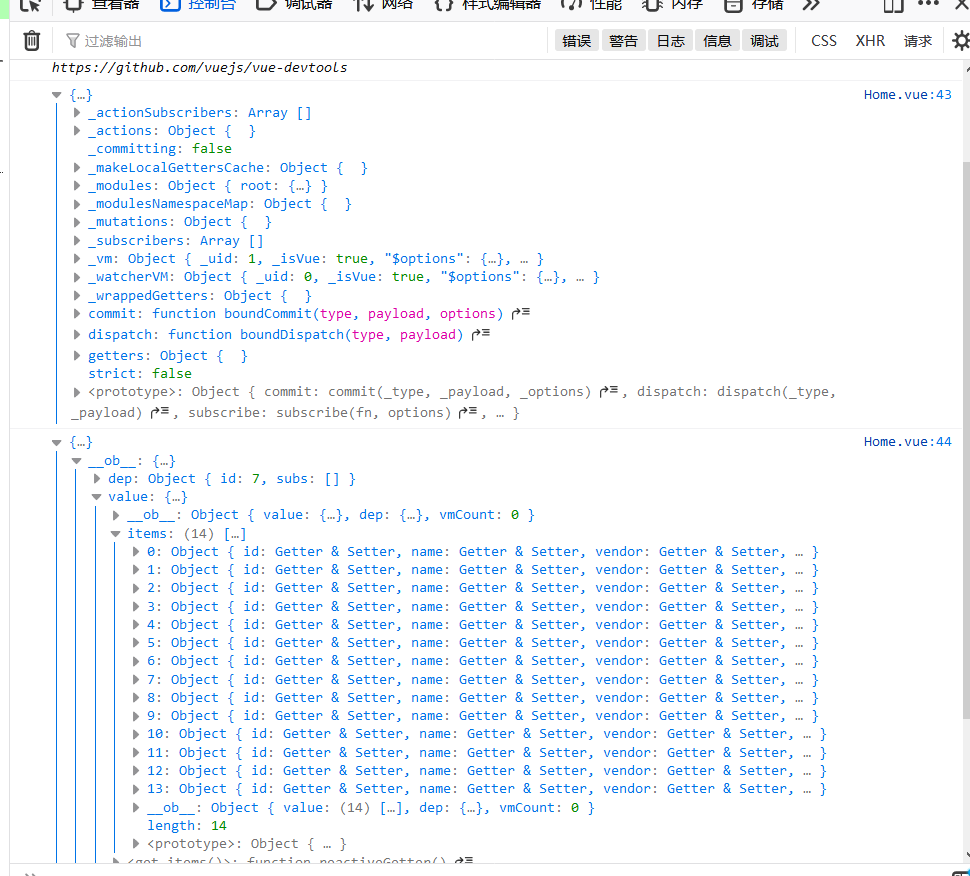 查看器 控制台 调试器 网络 {} 样式编辑器 性能 内存 存储
过滤输出 错误 警告 日志 信息 调试 CSS XHR 请求
https://github.com/vuejs/vue-devtools
{…} Home.vue:43
_actionSubscribers: Array []
_actions: Object {  }
_committing: false
_makeLocalGettersCache: Object {  }
_modules: Object { root: {…} }
_modulesNamespaceMap: Object {  }
_mutations: Object {  }
_subscribers: Array []
_vm: Object { _uid: 1, _isVue: true, "$options": {…}, … }
_watcherVM: Object { _uid: 0, _isVue: true, "$options": {…}, … }
_wrappedGetters: Object {  }
commit: function boundCommit(type, payload, options)
dispatch: function boundDispatch(type, payload)
getters: Object {  }
strict: false
<prototype>: Object { commit: commit(_type, _payload, _options) , dispatch: dispatch(_type,
_payload) , subscribe: subscribe(fn, options) , … }
{…} Home.vue:44
__ob__: {…}
dep: Object { id: 7, subs: [] }
value: {…}
__ob__: Object { value: {…}, dep: {…}, vmCount: 0 }
items: (14) […]
0: Object { id: Getter & Setter, name: Getter & Setter, vendor: Getter & Setter, … }
1: Object { id: Getter & Setter, name: Getter & Setter, vendor: Getter & Setter, … }
2: Object { id: Getter & Setter, name: Getter & Setter, vendor: Getter & Setter, … }
3: Object { id: Getter & Setter, name: Getter & Setter, vendor: Getter & Setter, … }
4: Object { id: Getter & Setter, name: Getter & Setter, vendor: Getter & Setter, … }
5: Object { id: Getter & Setter, name: Getter & Setter, vendor: Getter & Setter, … }
6: Object { id: Getter & Setter, name: Getter & Setter, vendor: Getter & Setter, … }
7: Object { id: Getter & Setter, name: Getter & Setter, vendor: Getter & Setter, … }
8: Object { id: Getter & Setter, name: Getter & Setter, vendor: Getter & Setter, … }
9: Object { id: Getter & Setter, name: Getter & Setter, vendor: Getter & Setter, … }
10: Object { id: Getter & Setter, name: Getter & Setter, vendor: Getter & Setter, … }
11: Object { id: Getter & Setter, name: Getter & Setter, vendor: Getter & Setter, … }
12: Object { id: Getter & Setter, name: Getter & Setter, vendor: Getter & Setter, … }
13: Object { id: Getter & Setter, name: Getter & Setter, vendor: Getter & Setter, … }
__ob__: Object { value: (14) […], dep: {…}, vmCount: 0 }
length: 14
<prototype>: Object { … }
<get items()>: function reactiveGetter()